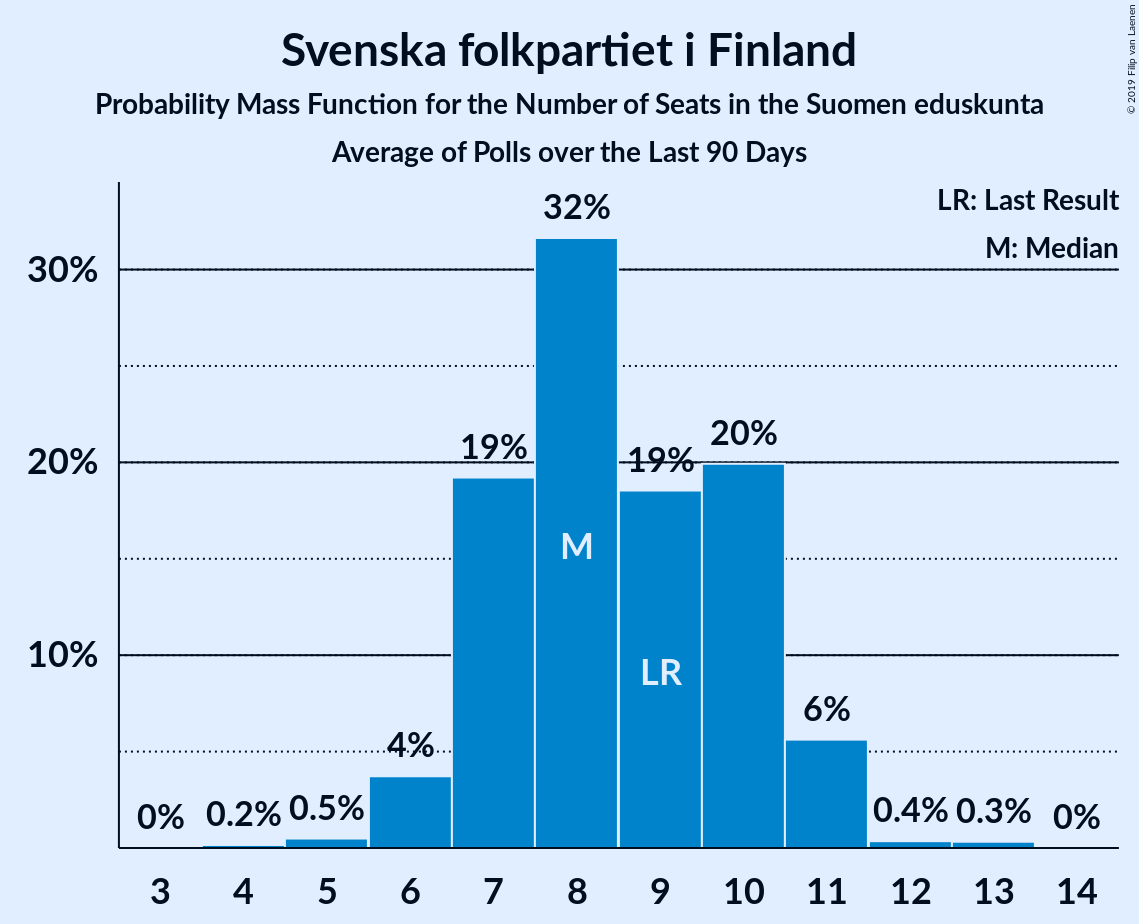 Svenska folkpartiet i Finland
Probability Mass Function for the Number of Seats in the Suomen eduskunta
Average of Polls over the Last 90 Days
© 2019 Filip van Laenen
LR: Last Result
M: Median
30%
20%
10%
0%
0.2%
0.5%
4%
19%
32%
19%
20%
6%
0.4%
0.3%
0%
M
LR
3 4 5 6 7 8 9 10 11 12 13 14